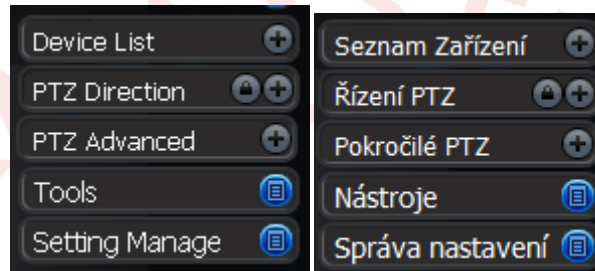 Device List
PTZ Direction
PTZ Advanced
Tools
Setting Manage
Seznam Zařízení
Řízení PTZ
Pokročilé PTZ
Nástroje
Správa nastavení